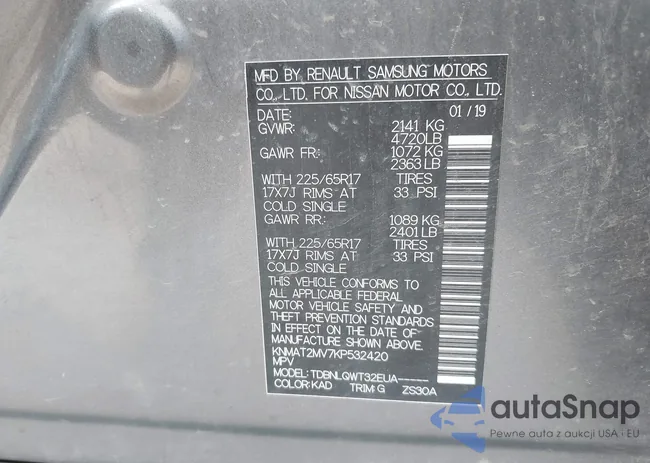 MFD BY RENAULT SAMSUNG MOTORS
CO., LTD. FOR NISSAN MOTOR CO., LTD.
DATE: 01/19
GVWR: 2141 KG
4720LB
GAWR FR: 1072 KG
2363LB
WITH 225/65R17 TIRES
17X7J RIMS AT 33 PSI
COLD SINGLE
GAWR RR: 1089 KG
2401LB
WITH 225/65R17 TIRES
17X7J RIMS AT 33 PSI
COLD SINGLE
THIS VEHICLE CONFORMS TO
ALL APPLICABLE FEDERAL
MOTOR VEHICLE SAFETY AND
THEFT PREVENTION STANDARDS
IN EFFECT ON THE DATE OF
MANUFACTURE SHOWN ABOVE.
KNMAT2MV7KP532420
MPV
MODEL: TDBNLQWT32EUA-----
COLOR: KAD TRIM: G ZS30A
autoSnap
Pewne auta z aukcji USA i EU